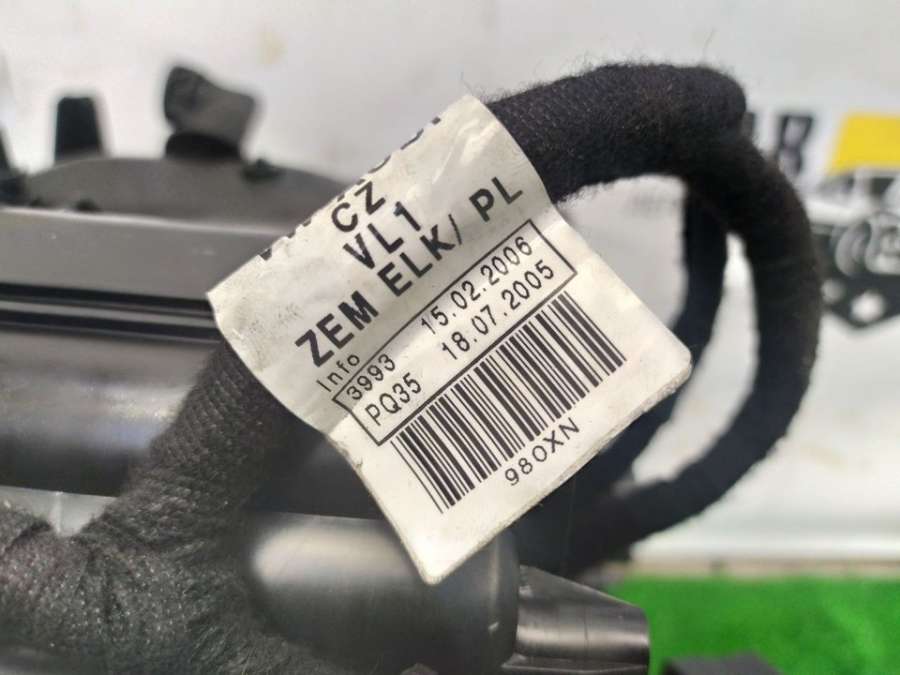 CZ
VL1
ZEM ELK/ PL
Info
3993 15.02.2006
PQ35 18.07.2005
980XN